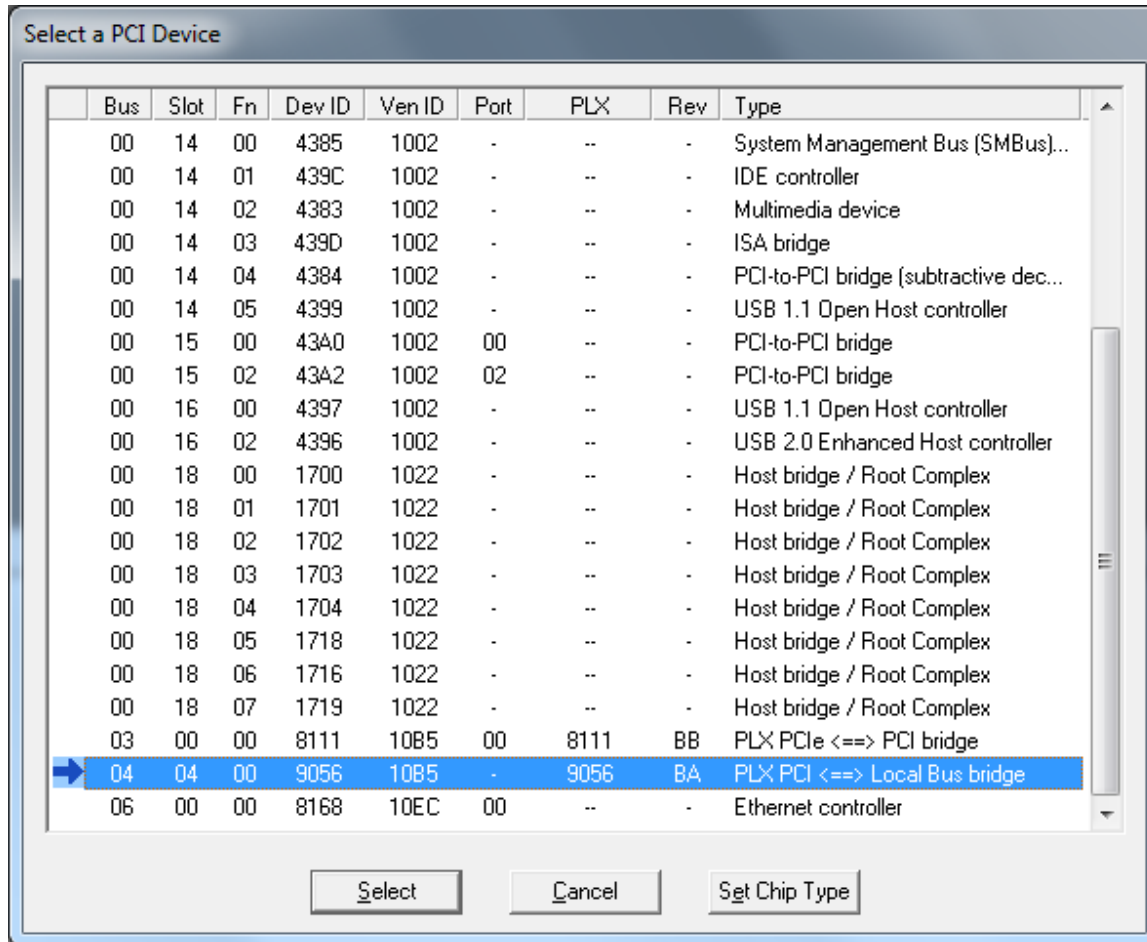 Select a PCI Device
Bus Slot Fn Dev ID Ven ID Port PLX Rev Type
00 14 00 4385 1002 - -- - System Management Bus (SMBus)...
00 14 01 439C 1002 - -- - IDE controller
00 14 02 4383 1002 - -- - Multimedia device
00 14 03 439D 1002 - -- - ISA bridge
00 14 04 4384 1002 - -- - PCI-to-PCI bridge (subtractive dec...
00 14 05 4399 1002 - -- - USB 1.1 Open Host controller
00 15 00 43A0 1002 00 -- - PCI-to-PCI bridge
00 15 02 43A2 1002 02 -- - PCI-to-PCI bridge
00 16 00 4397 1002 - -- - USB 1.1 Open Host controller
00 16 02 4396 1002 - -- - USB 2.0 Enhanced Host controller
00 18 00 1700 1022 - -- - Host bridge / Root Complex
00 18 01 1701 1022 - -- - Host bridge / Root Complex
00 18 02 1702 1022 - -- - Host bridge / Root Complex
00 18 03 1703 1022 - -- - Host bridge / Root Complex
00 18 04 1704 1022 - -- - Host bridge / Root Complex
00 18 05 1718 1022 - -- - Host bridge / Root Complex
00 18 06 1716 1022 - -- - Host bridge / Root Complex
00 18 07 1719 1022 - -- - Host bridge / Root Complex
03 00 00 8111 10B5 00 8111 BB PLX PCIe <==> PCI bridge
04 04 00 9056 10B5 - 9056 BA PLX PCI <==> Local Bus bridge
06 00 00 8168 10EC 00 -- - Ethernet controller
Select Cancel Set Chip Type